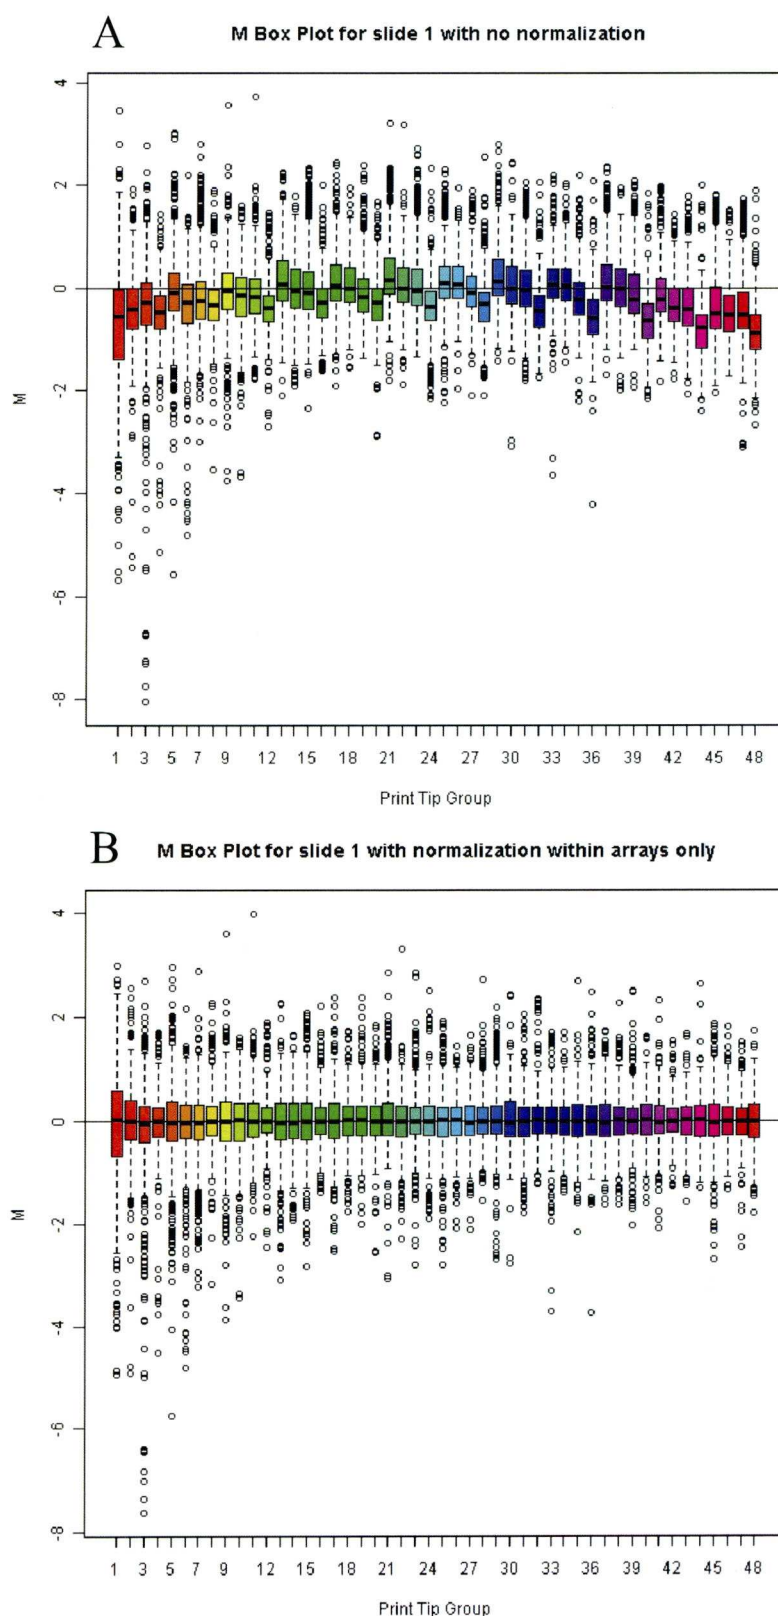 A
M Box Plot for slide 1 with no normalization
4
2
0
-2
-4
-6
-8
M
1 3 5 7 9 12 15 18 21 24 27 30 33 36 39 42 45 48
Print Tip Group
B
M Box Plot for slide 1 with normalization within arrays only
4
2
0
-2
-4
-6
-8
M
1 3 5 7 9 12 15 18 21 24 27 30 33 36 39 42 45 48
Print Tip Group